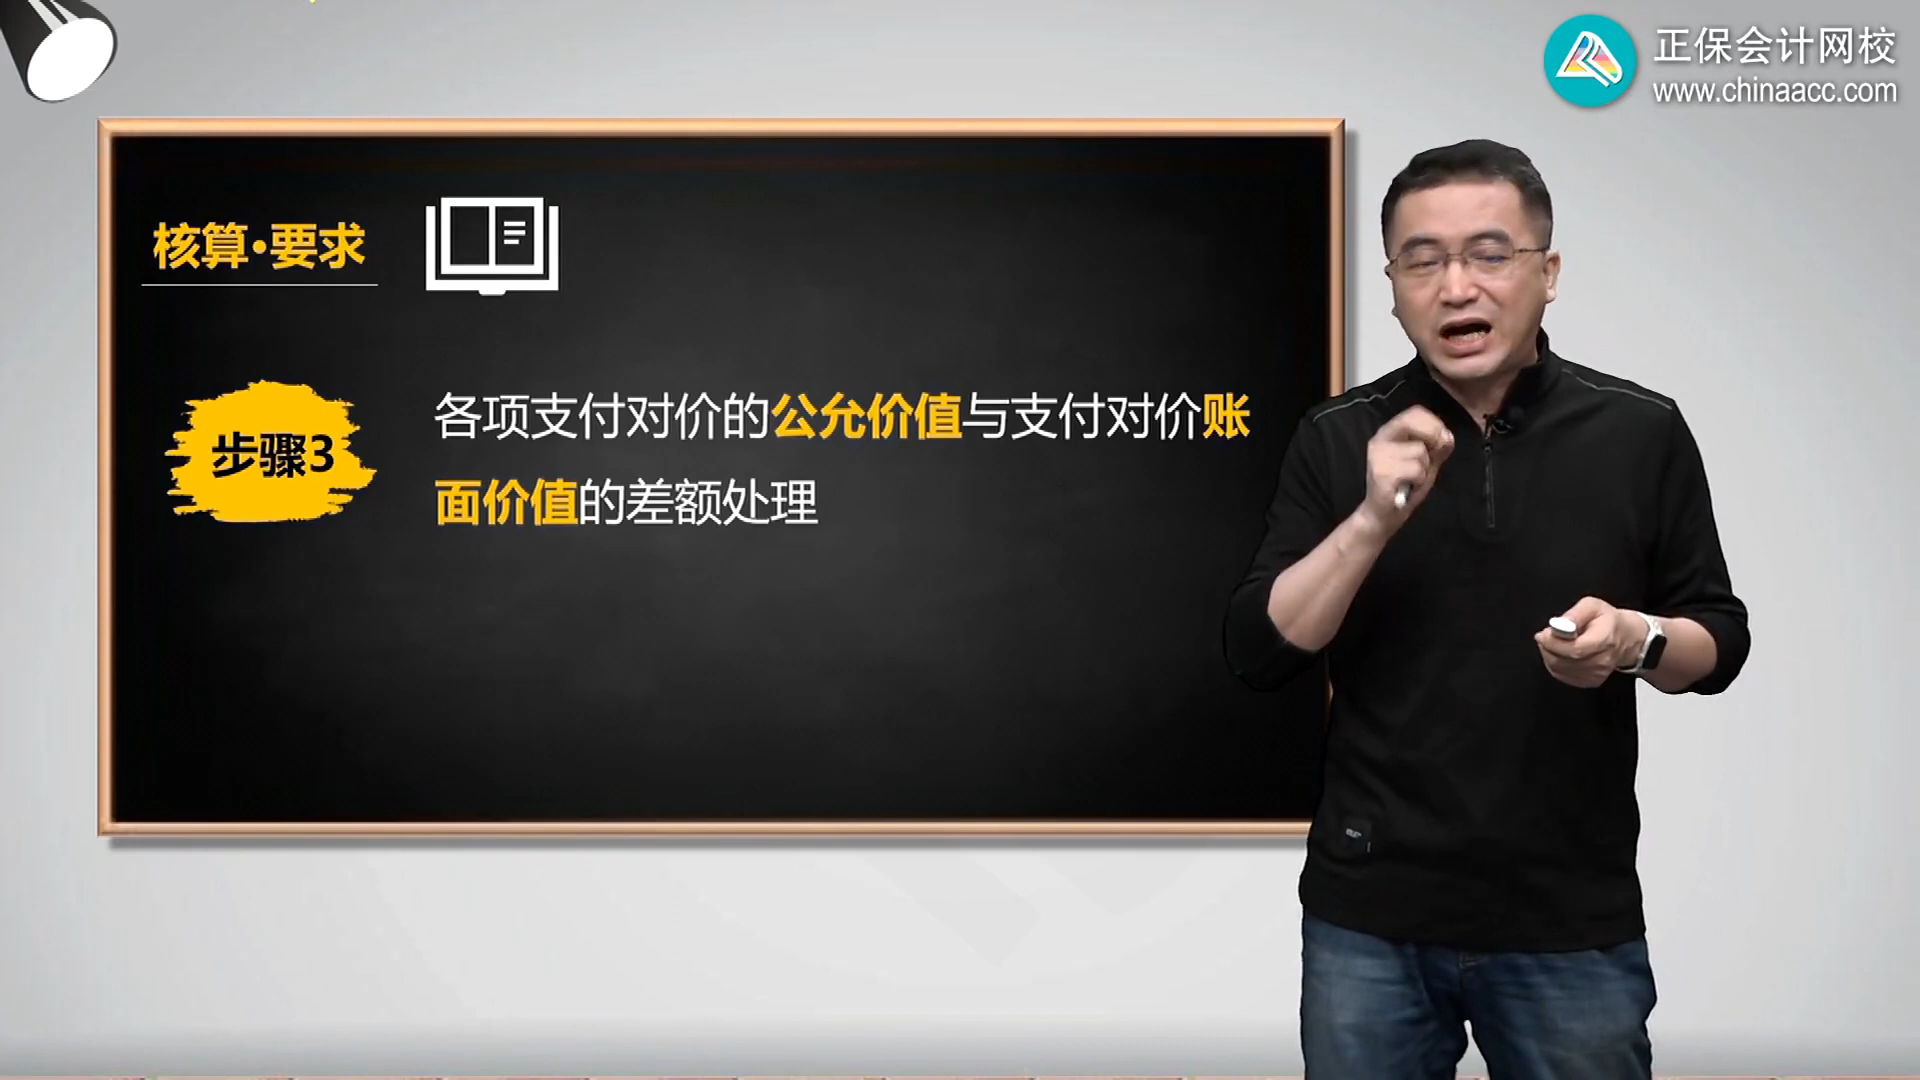 正保会计网校
www.chinaacc.com
核算·要求
步骤3
各项支付对价的公允价值与支付对价账
面价值的差额处理